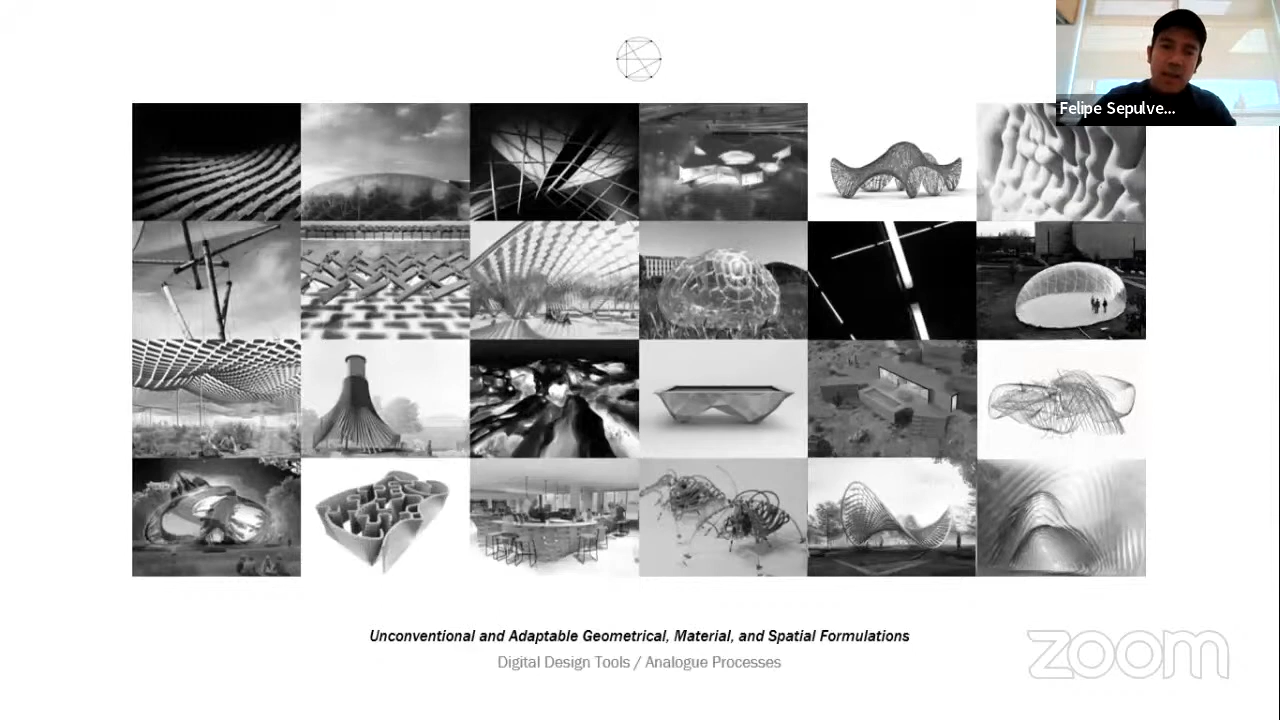 Felipe Sepulve...
Unconventional and Adaptable Geometrical, Material, and Spatial Formulations
Digital Design Tools / Analogue Processes
zoom